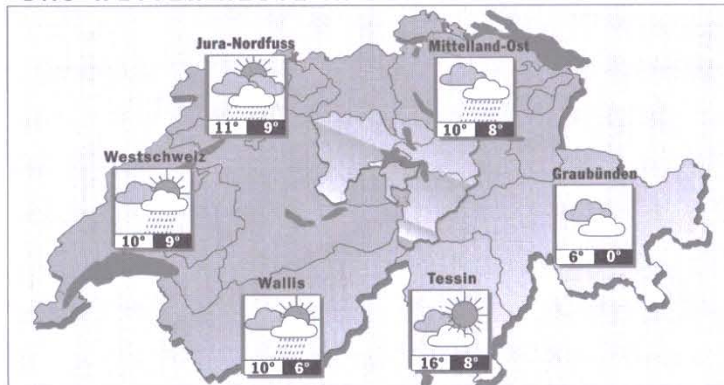 Jura-Nordfuss
11° 9°
Mittelland-Ost
10° 8°
Westschweiz
10° 9°
Graubünden
6° 0°
Wallis
10° 6°
Tessin
16° 8°